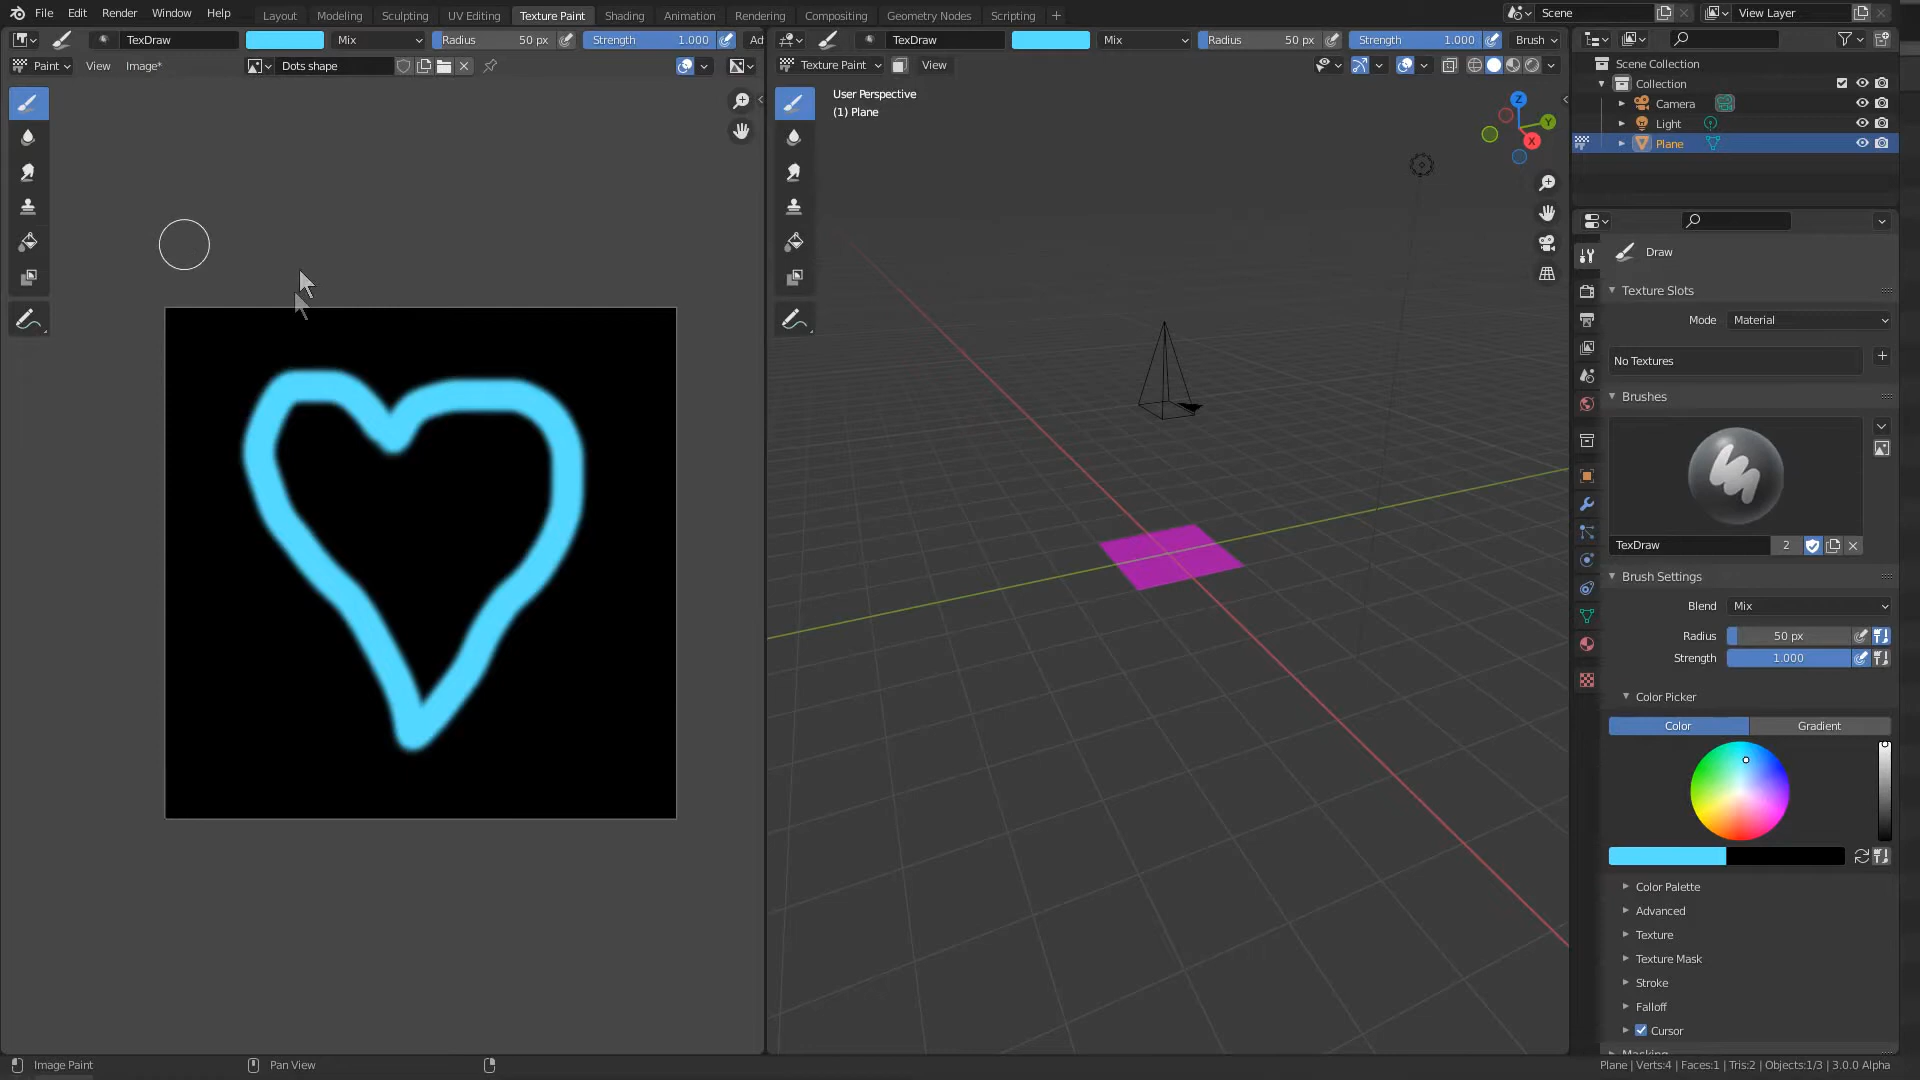 File Edit Render Window Help Layout Modeling Sculpting UV Editing Texture Paint Shading Animation Rendering Compositing Geometry Nodes Scripting + Scene View Layer
TexDraw Mix Radius 50 px Strength 1.000 Ad TexDraw Mix Radius 50 px Strength 1.000 Brush
Paint View Image* Dots shape Texture Paint View
Scene Collection
Collection
Camera
Light
Plane
User Perspective
(1) Plane
Z
Y
X
Draw
Texture Slots
Mode Material
No Textures
Brushes
TexDraw 2
Brush Settings
Blend Mix
Radius 50 px
Strength 1.000
Color Picker
Color Gradient
Color Palette
Advanced
Texture
Texture Mask
Stroke
Falloff
Cursor
Masking
Image Paint Pan View Plane | Verts:4 | Faces:1 | Tris:2 | Objects:1/3 | 3.0.0 Alpha